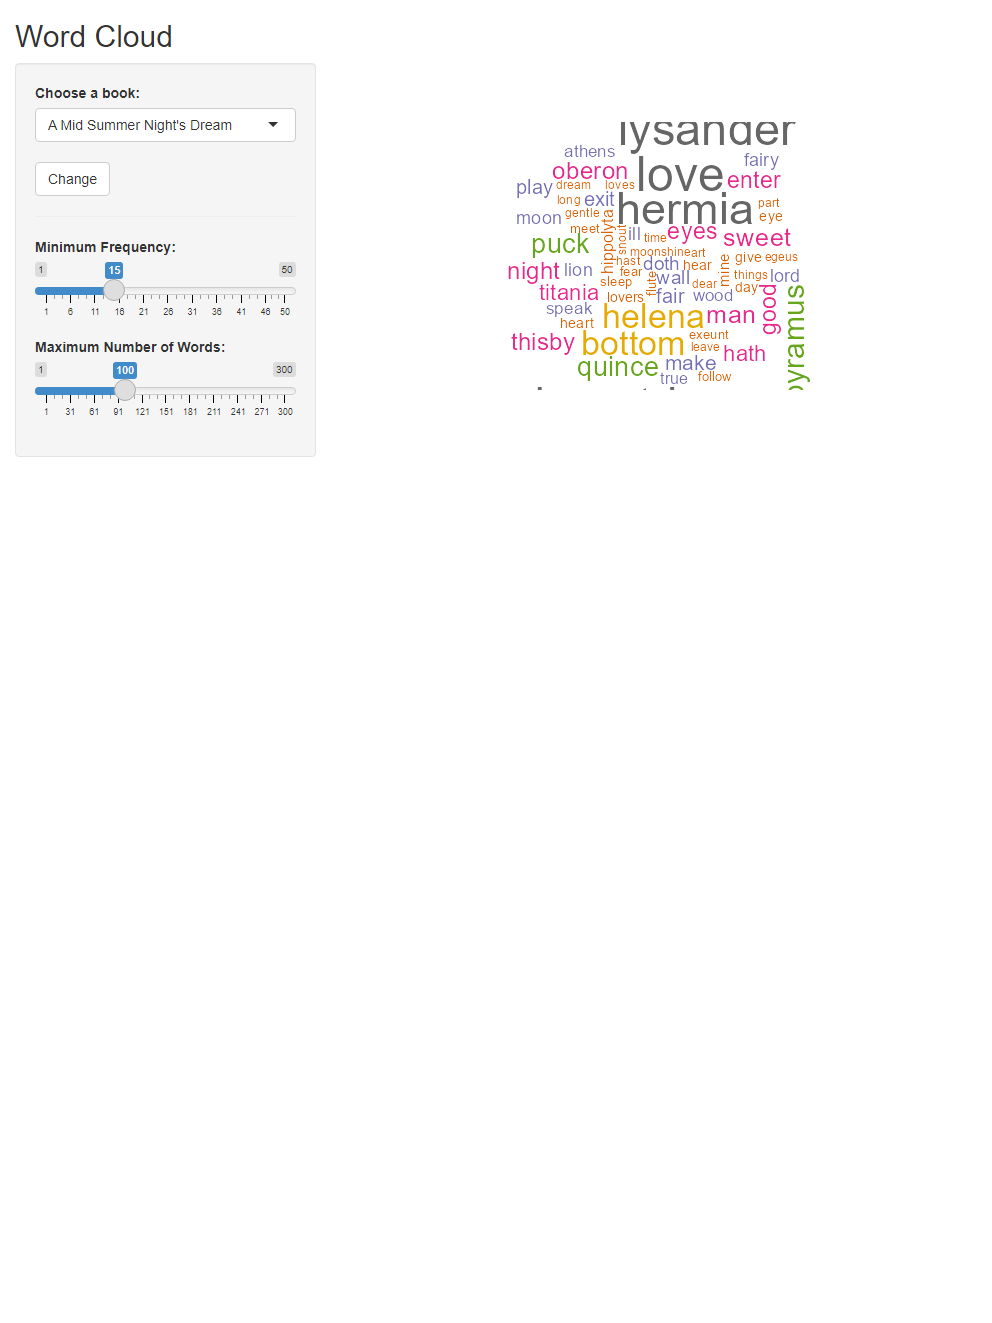 Word Cloud
Choose a book:
A Mid Summer Night's Dream
Change
Minimum Frequency:
1 15 50
1 6 11 16 21 26 31 36 41 46 50
Maximum Number of Words:
1 100 300
1 31 61 91 121 151 181 211 241 271 300
lysander
athens
fairy
oberon
love
enter
play
dream
loves
long
exit
hermia
part
moon
gentle
eye
meet
hippolyta
snout
ill
time
eyes
sweet
puck
moonshine
art
give
egeus
night
lion
hast
fear
doth
hear
mine
things
lord
sleep
flute
wall
dear
day
titania
lovers
fair
wood
good
pyramus
speak
heart
helena
man
thisby
bottom
exeunt
leave
hath
quince
make
true
follow